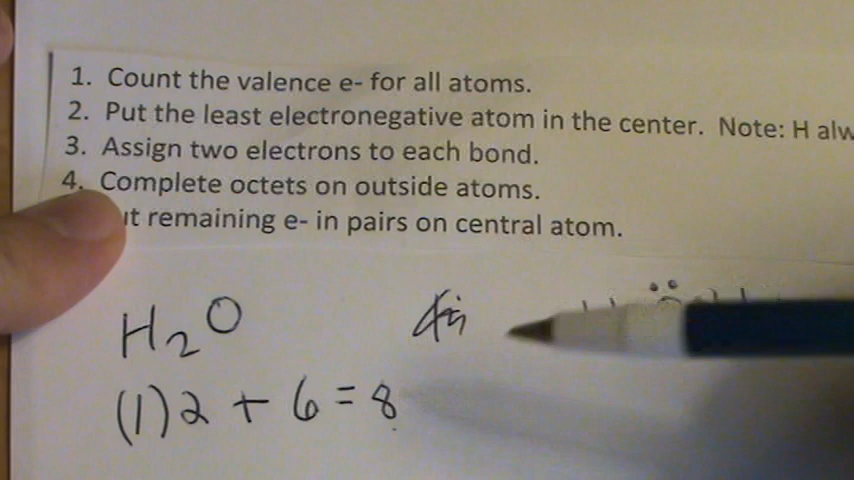 1. Count the valence e- for all atoms.
2. Put the least electronegative atom in the center. Note: H
3. Assign two electrons to each bond.
4. Complete octets on outside atoms.
remaining e- in pairs on central atom.
H₂O
(1)2 + 6 = 8